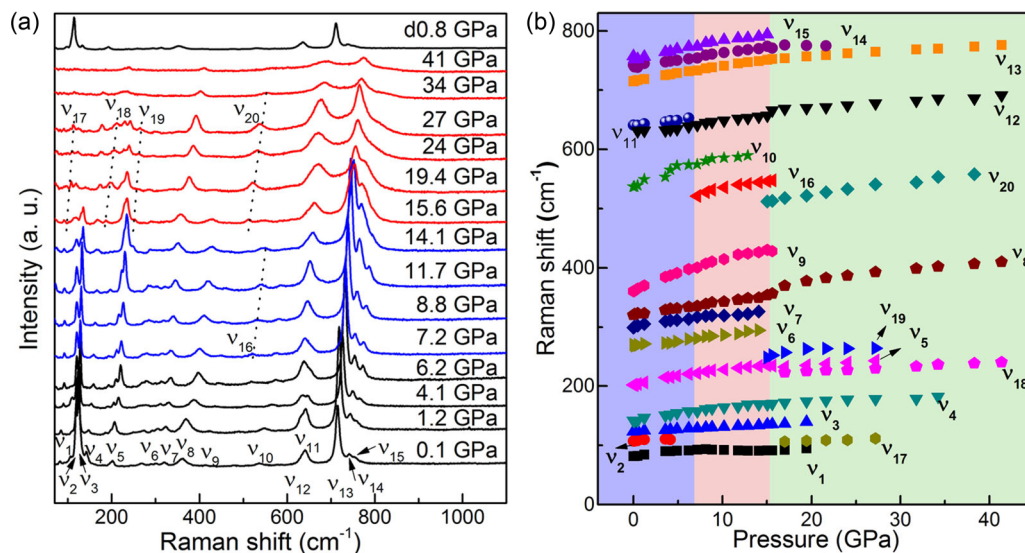 (a)
Intensity (a. u.)
d0.8 GPa
41 GPa
34 GPa
27 GPa
24 GPa
19.4 GPa
15.6 GPa
14.1 GPa
11.7 GPa
8.8 GPa
7.2 GPa
6.2 GPa
4.1 GPa
1.2 GPa
0.1 GPa
ν17 ν18 ν19 ν20
ν16
ν1 ν2 ν3 ν4 ν5 ν6 ν7 ν8 ν9 ν10 ν11 ν12 ν13 ν14 ν15
200 400 600 800 1000
Raman shift (cm-1)
(b)
Raman shift (cm-1)
800
600
400
200
0
ν15 ν14
ν13
ν12
ν11
ν10
ν16
ν20
ν9
ν8
ν7
ν6
ν19
ν5
ν18
ν4
ν3
ν2
ν17
ν1
0 10 20 30 40
Pressure (GPa)